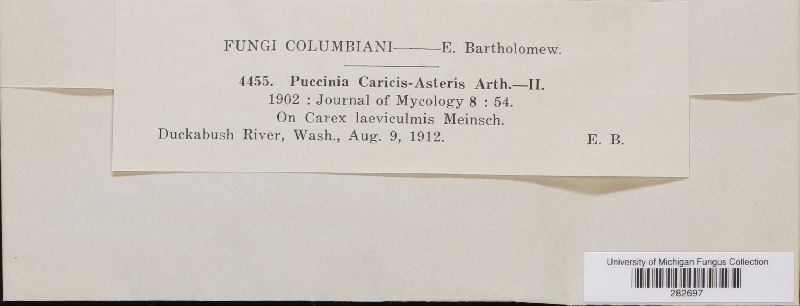 FUNGI COLUMBIANI———E. Bartholomew.
4455. Puccinia Caricis-Asteris Arth.—II.
1902 : Journal of Mycology 8 : 54.
On Carex laeviculmis Meinsch.
Duckabush River, Wash., Aug. 9, 1912. E. B.
University of Michigan Fungus Collection
282697